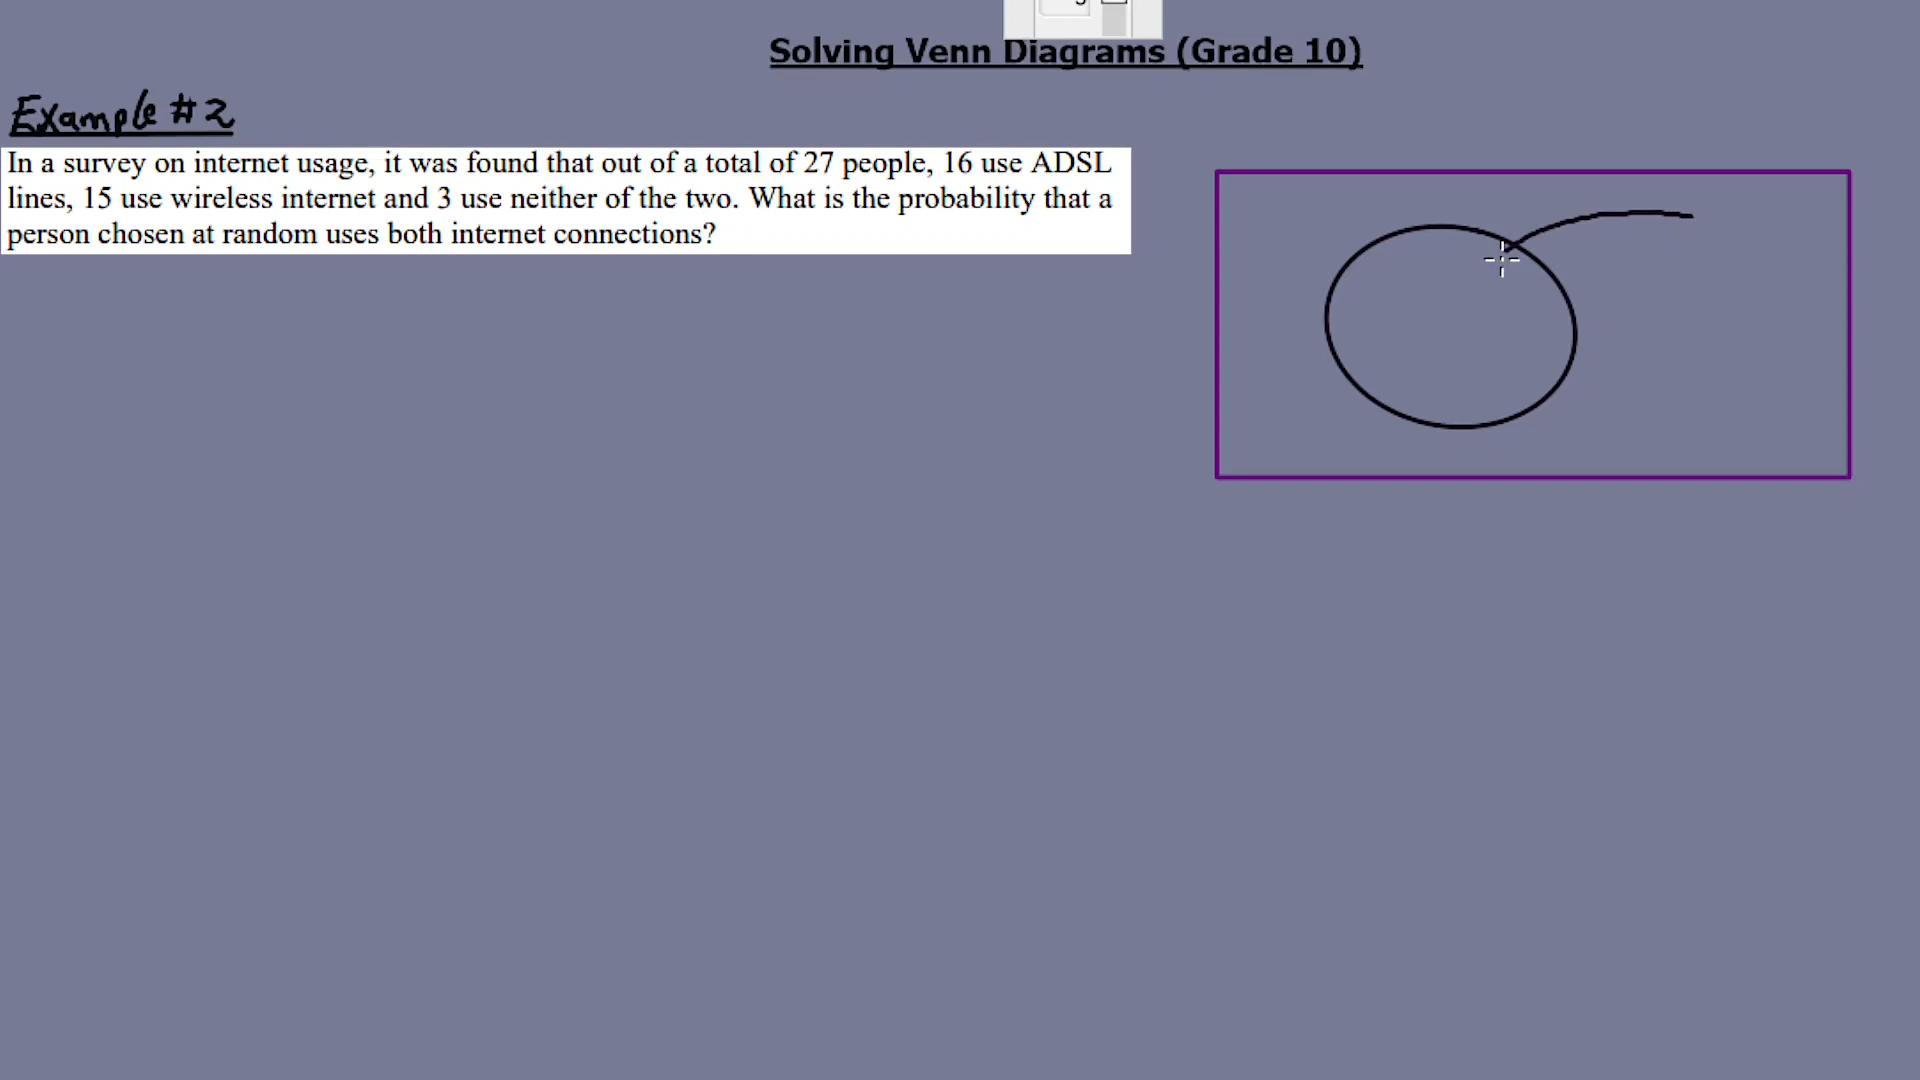 Solving Venn Diagrams (Grade 10)
Example #2
In a survey on internet usage, it was found that out of a total of 27 people, 16 use ADSL
lines, 15 use wireless internet and 3 use neither of the two. What is the probability that a
person chosen at random uses both internet connections?